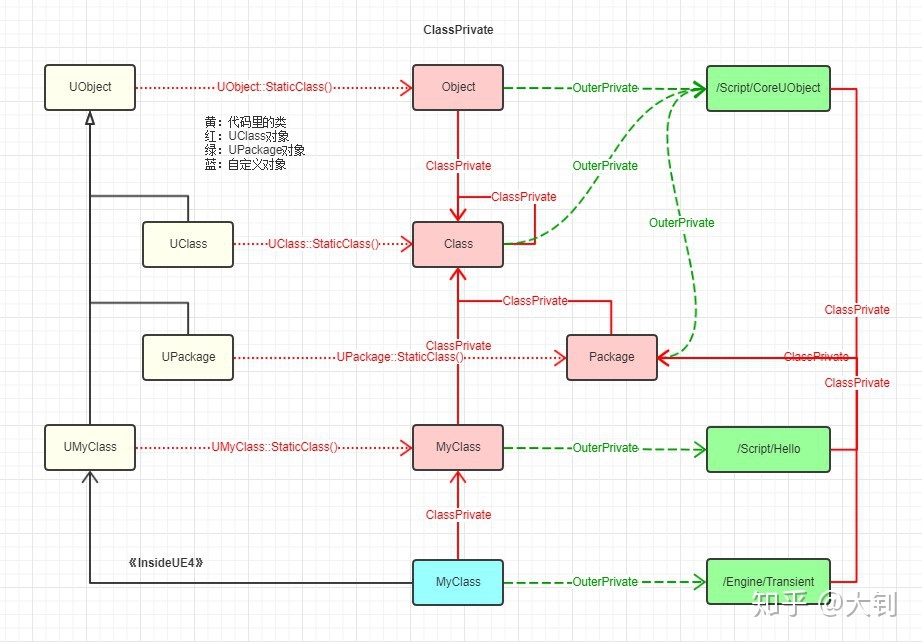 ClassPrivate
UObject
UObject::StaticClass()
Object
OuterPrivate
/Script/CoreUObject
黄：代码里的类
红：UClass对象
绿：UPackage对象
蓝：自定义对象
ClassPrivate
OuterPrivate
ClassPrivate
OuterPrivate
UClass
UClass::StaticClass()
Class
ClassPrivate
ClassPrivate
ClassPrivate
UPackage
UPackage::StaticClass()
Package
ClassPrivate
ClassPrivate
UMyClass
UMyClass::StaticClass()
MyClass
OuterPrivate
/Script/Hello
ClassPrivate
《InsideUE4》
MyClass
OuterPrivate
/Engine/Transient
知乎 @大钊